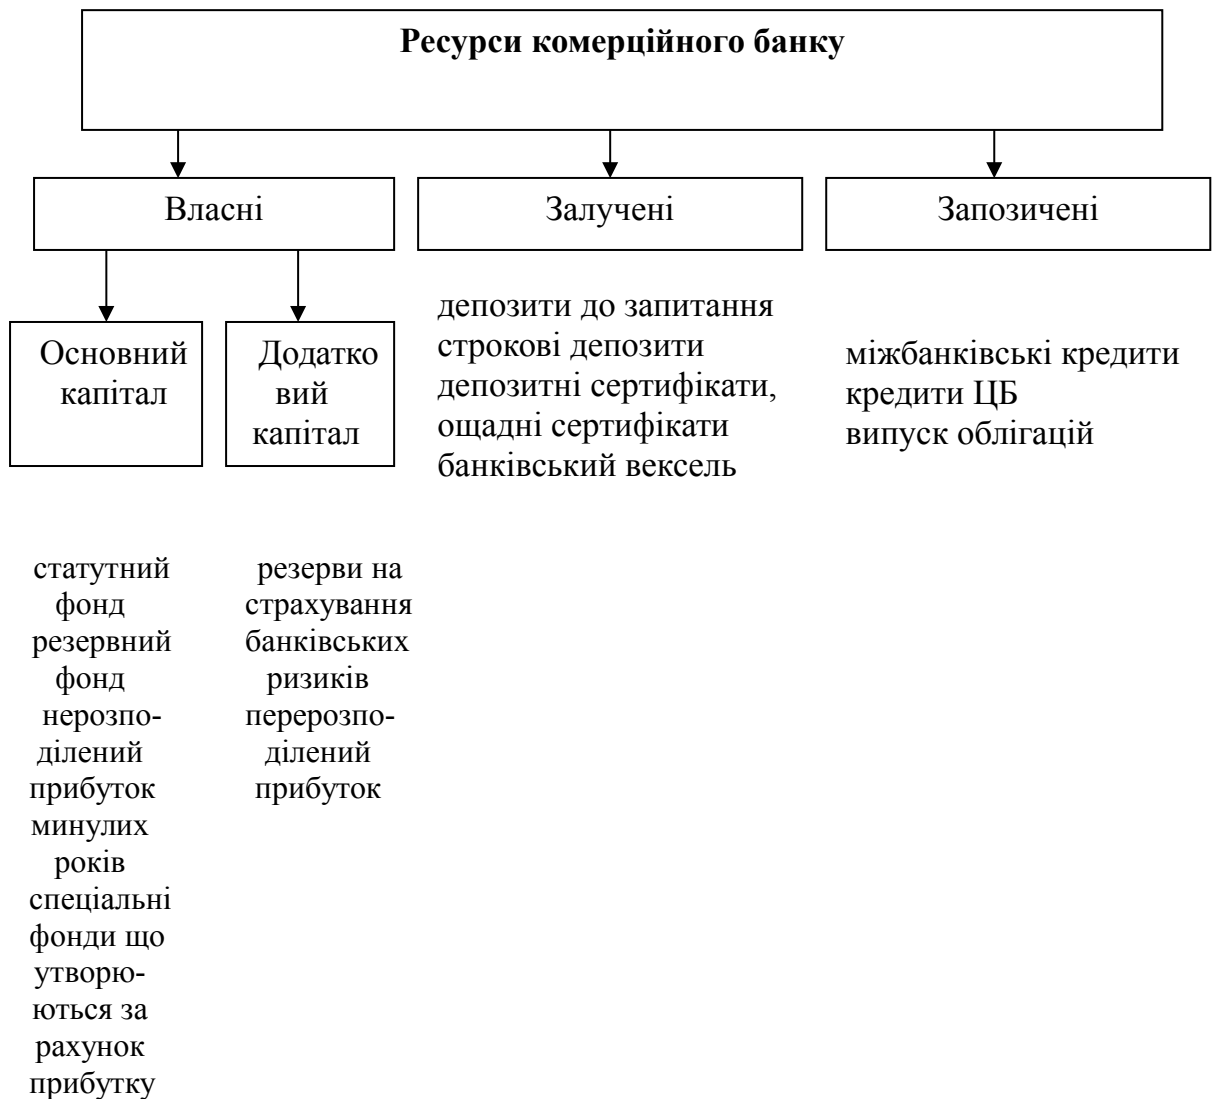 Ресурси комерційного банку
Власні
Залучені
Запозичені
Основний
капітал
Додатко
вий
капітал
депозити до запитання
строкові депозити
депозитні сертифікати,
ощадні сертифікати
банківський вексель
міжбанківські кредити
кредити ЦБ
випуск облігацій
статутний
фонд
резервний
фонд
нерозпо-
ділений
прибуток
минулих
років
спеціальні
фонди що
утворю-
ються за
рахунок
прибутку
резерви на
страхування
банківських
ризиків
перерозпо-
ділений
прибуток